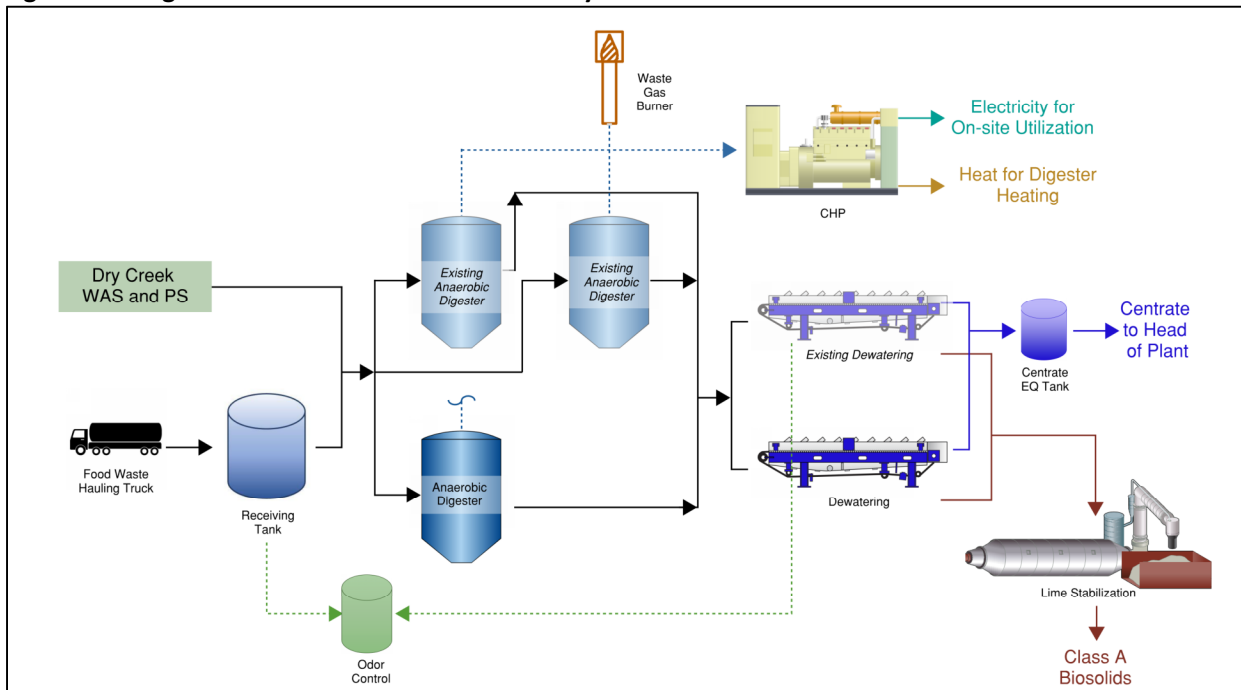 Waste
Gas
Burner
Electricity for
On-site Utilization
Heat for Digester
Heating
CHP
Existing
Anaerobic
Digester
Existing
Anaerobic
Digester
Dry Creek
WAS and PS
Existing Dewatering
Centrate
EQ Tank
Centrate
to Head
of Plant
Food Waste
Hauling Truck
Receiving
Tank
Anaerobic
Digester
Dewatering
Lime Stabilization
Odor
Control
Class A
Biosolids